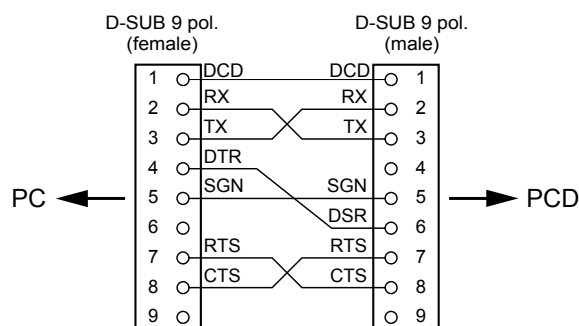 D-SUB 9 pol. D-SUB 9 pol.
(female) (male)
1 DCD DCD 1
2 RX RX 2
3 TX TX 3
4 DTR 4
PC 5 SGN SGN 5 PCD
6 DSR 6
7 RTS RTS 7
8 CTS CTS 8
9 9